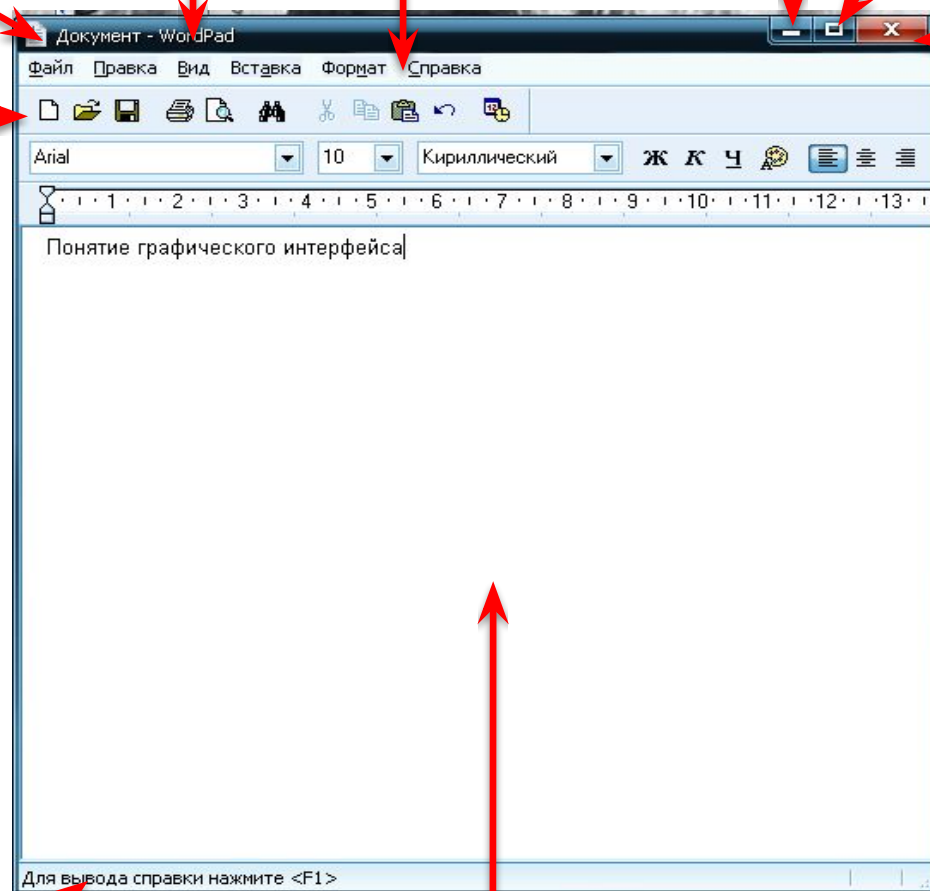 Документ - WordPad
Файл Правка Вид Вставка Формат Справка
Arial 10 Кириллический Ж К Ч
1 2 3 4 5 6 7 8 9 10 11 12 13
Понятие графического интерфейса
Для вывода справки нажмите <F1>